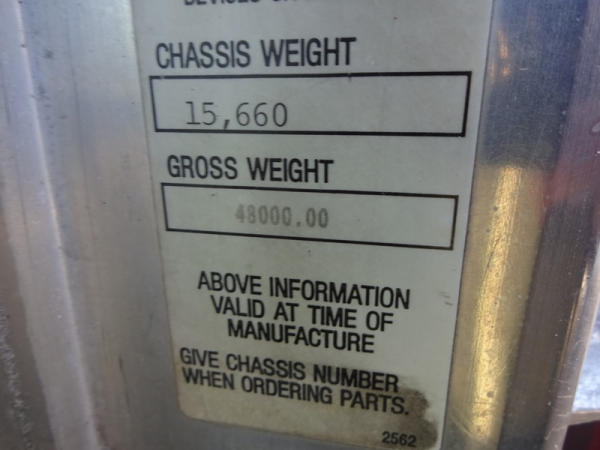 CHASSIS WEIGHT
15,660
GROSS WEIGHT
48000.00
ABOVE INFORMATION
VALID AT TIME OF
MANUFACTURE
GIVE CHASSIS NUMBER
WHEN ORDERING PARTS.
2562